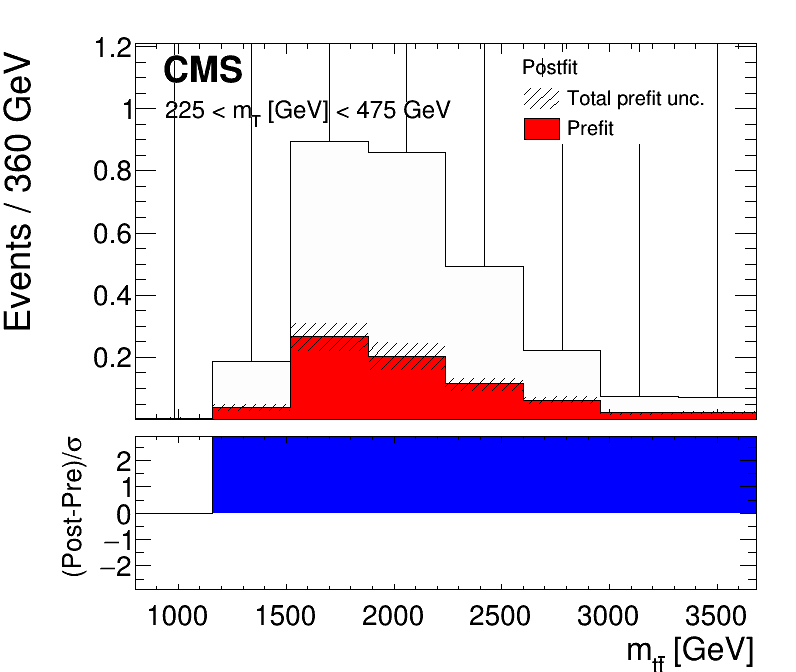 CMS
225 < m_T [GeV] < 475 GeV
Postfit
Total prefit unc.
Prefit
Events / 360 GeV
1.2
1
0.8
0.6
0.4
0.2
(Post-Pre)/σ
2
1
0
−1
−2
1000 1500 2000 2500 3000 3500
m_tt̄ [GeV]